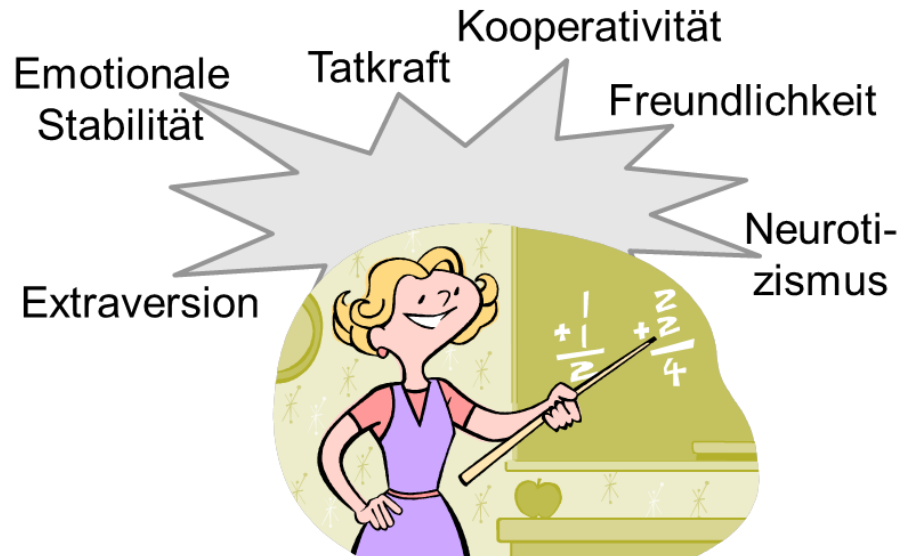 Kooperativität
Emotionale
Stabilität
Tatkraft
Freundlichkeit
Neuroti-
zismus
Extraversion
1
+1
2
2
+2
4